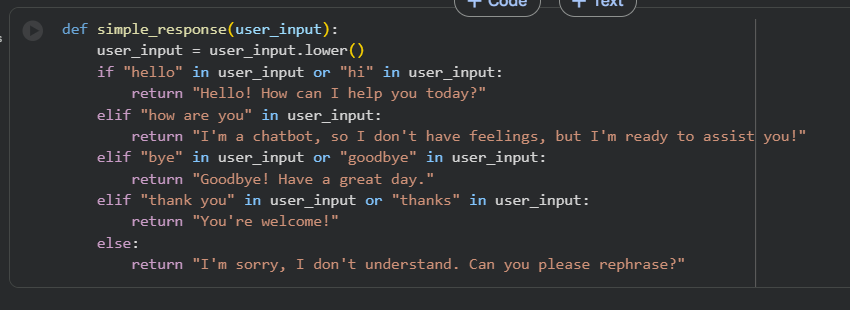 + Code + Text
def simple_response(user_input):
    user_input = user_input.lower()
    if "hello" in user_input or "hi" in user_input:
        return "Hello! How can I help you today?"
    elif "how are you" in user_input:
        return "I'm a chatbot, so I don't have feelings, but I'm ready to assist you!"
    elif "bye" in user_input or "goodbye" in user_input:
        return "Goodbye! Have a great day."
    elif "thank you" in user_input or "thanks" in user_input:
        return "You're welcome!"
    else:
        return "I'm sorry, I don't understand. Can you please rephrase?"